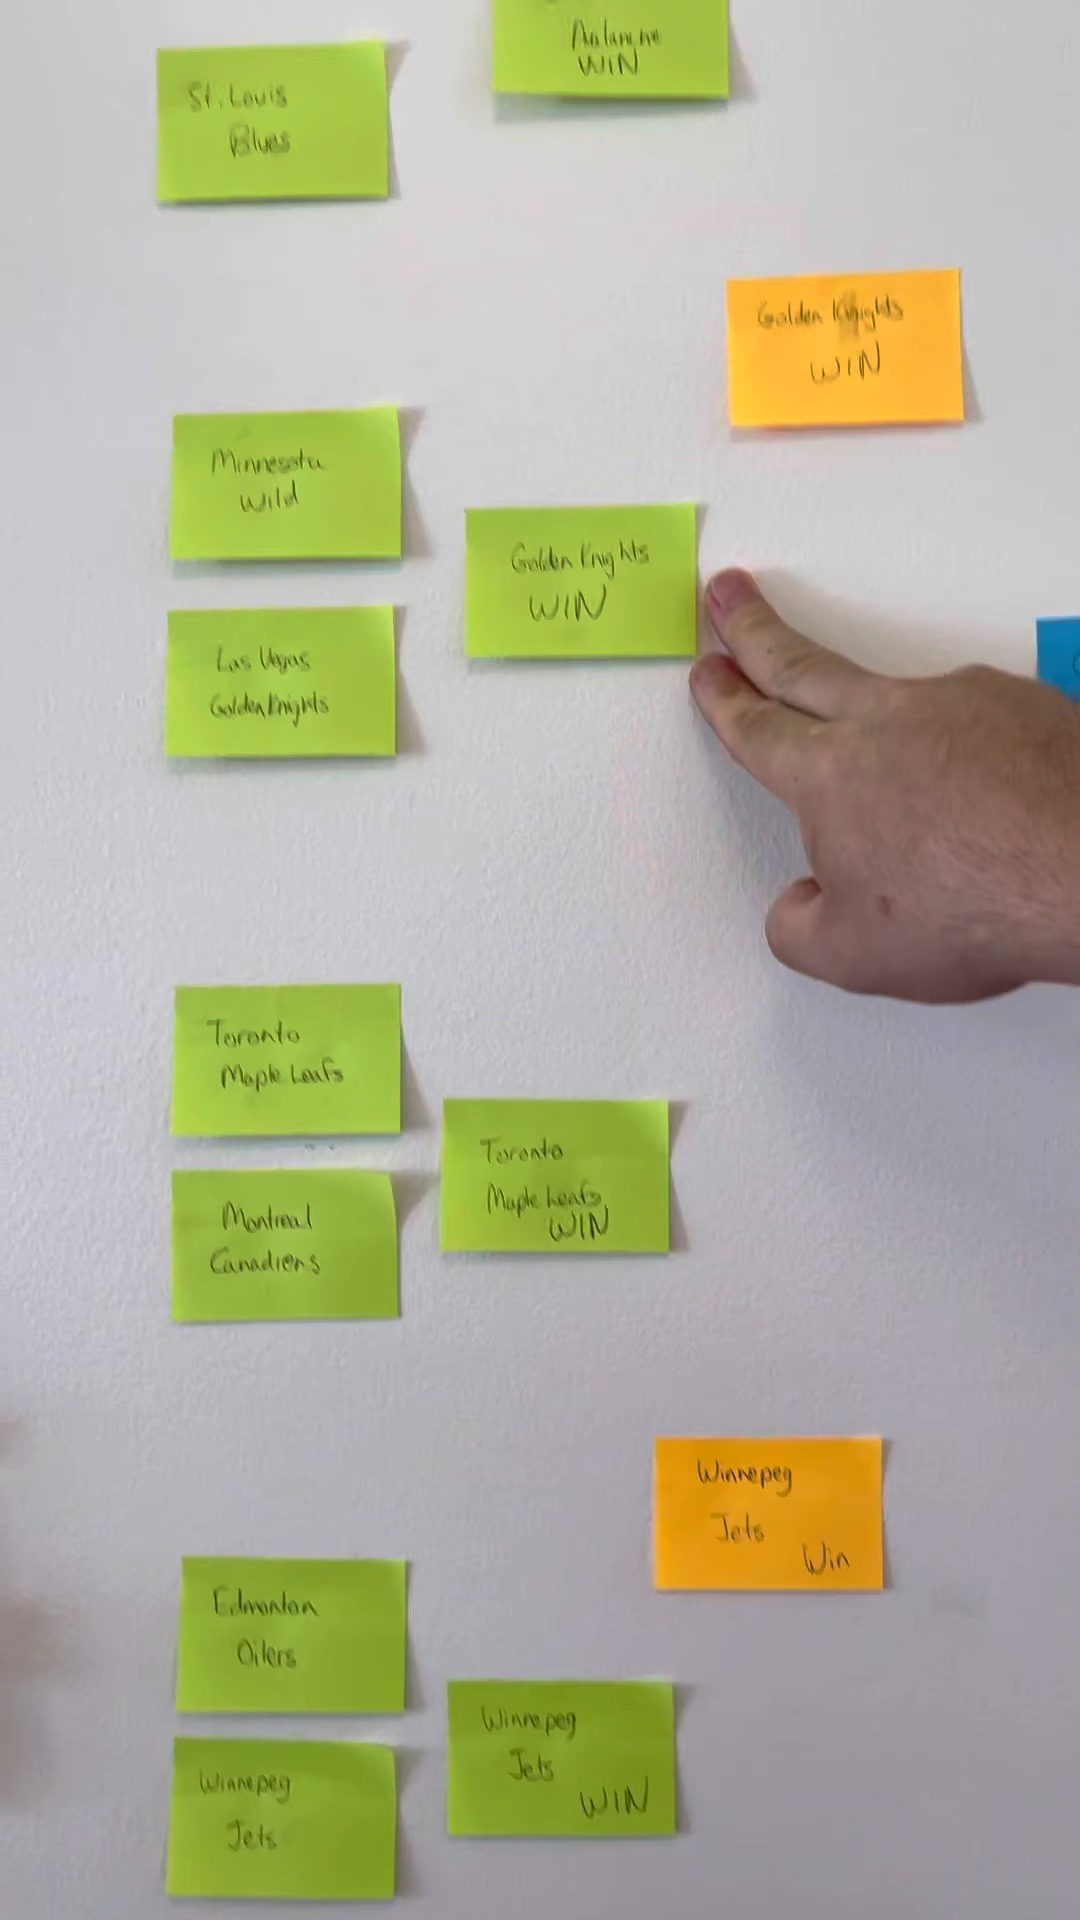 Avalanche
WIN
St. Louis
Blues
Golden Knights
WIN
Minnesota
Wild
Golden Knights
WIN
Las Vegas
Golden Knights
Toronto
Maple Leafs
Toronto
Maple Leafs
WIN
Montreal
Canadiens
Winnepeg
Jets
Win
Edmonton
Oilers
Winnepeg
Jets
WIN
Winnepeg
Jets